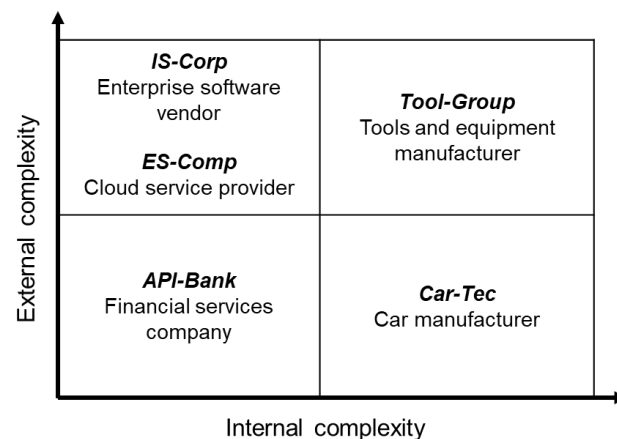 External complexity
IS-Corp
Enterprise software
vendor
ES-Comp
Cloud service provider
Tool-Group
Tools and equipment
manufacturer
API-Bank
Financial services
company
Car-Tec
Car manufacturer
Internal complexity